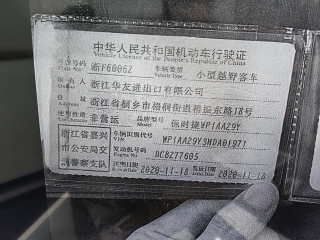 中华人民共和国机动车行驶证
Vehicle License of the People's Republic of China
号牌号码 浙F6006Z 车辆类型 小型越野客车
Plate No. Vehicle Type
所有人 浙江华友进出口有限公司
Owner
住址 浙江省桐乡市梧桐街道梧振东路18号
Address
使用性质 非营运 品牌型号 保时捷WP1AA29Y
浙江省嘉兴市公安局交警支队
车辆识别代号 WP1AA29Y5MDA01971
VIN
发动机号码 DCBZ77605
Engine No.
注册日期 2020-11-18 发证日期 2020-11-18
Register Date Issue Date